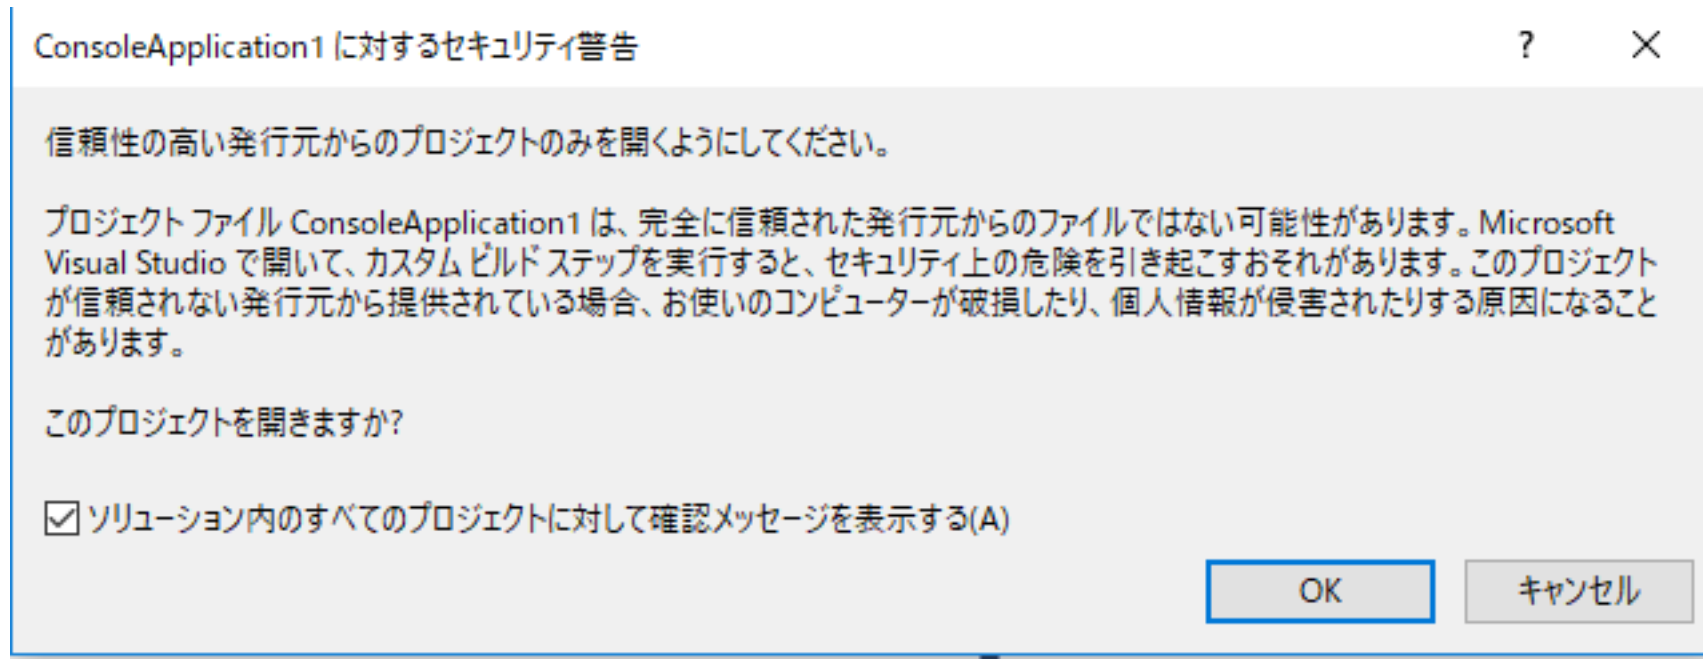 ConsoleApplication1 に対するセキュリティ警告
?
信頼性の高い発行元からのプロジェクトのみを開くようにしてください。
プロジェクト ファイル ConsoleApplication1 は、完全に信頼された発行元からのファイルではない可能性があります。Microsoft
Visual Studio で開いて、カスタム ビルド ステップを実行すると、セキュリティ上の危険を引き起こすおそれがあります。このプロジェクト
が信頼されない発行元から提供されている場合、お使いのコンピューターが破損したり、個人情報が侵害されたりする原因になること
があります。
このプロジェクトを開きますか?
ソリューション内のすべてのプロジェクトに対して確認メッセージを表示する(A)
OK
キャンセル